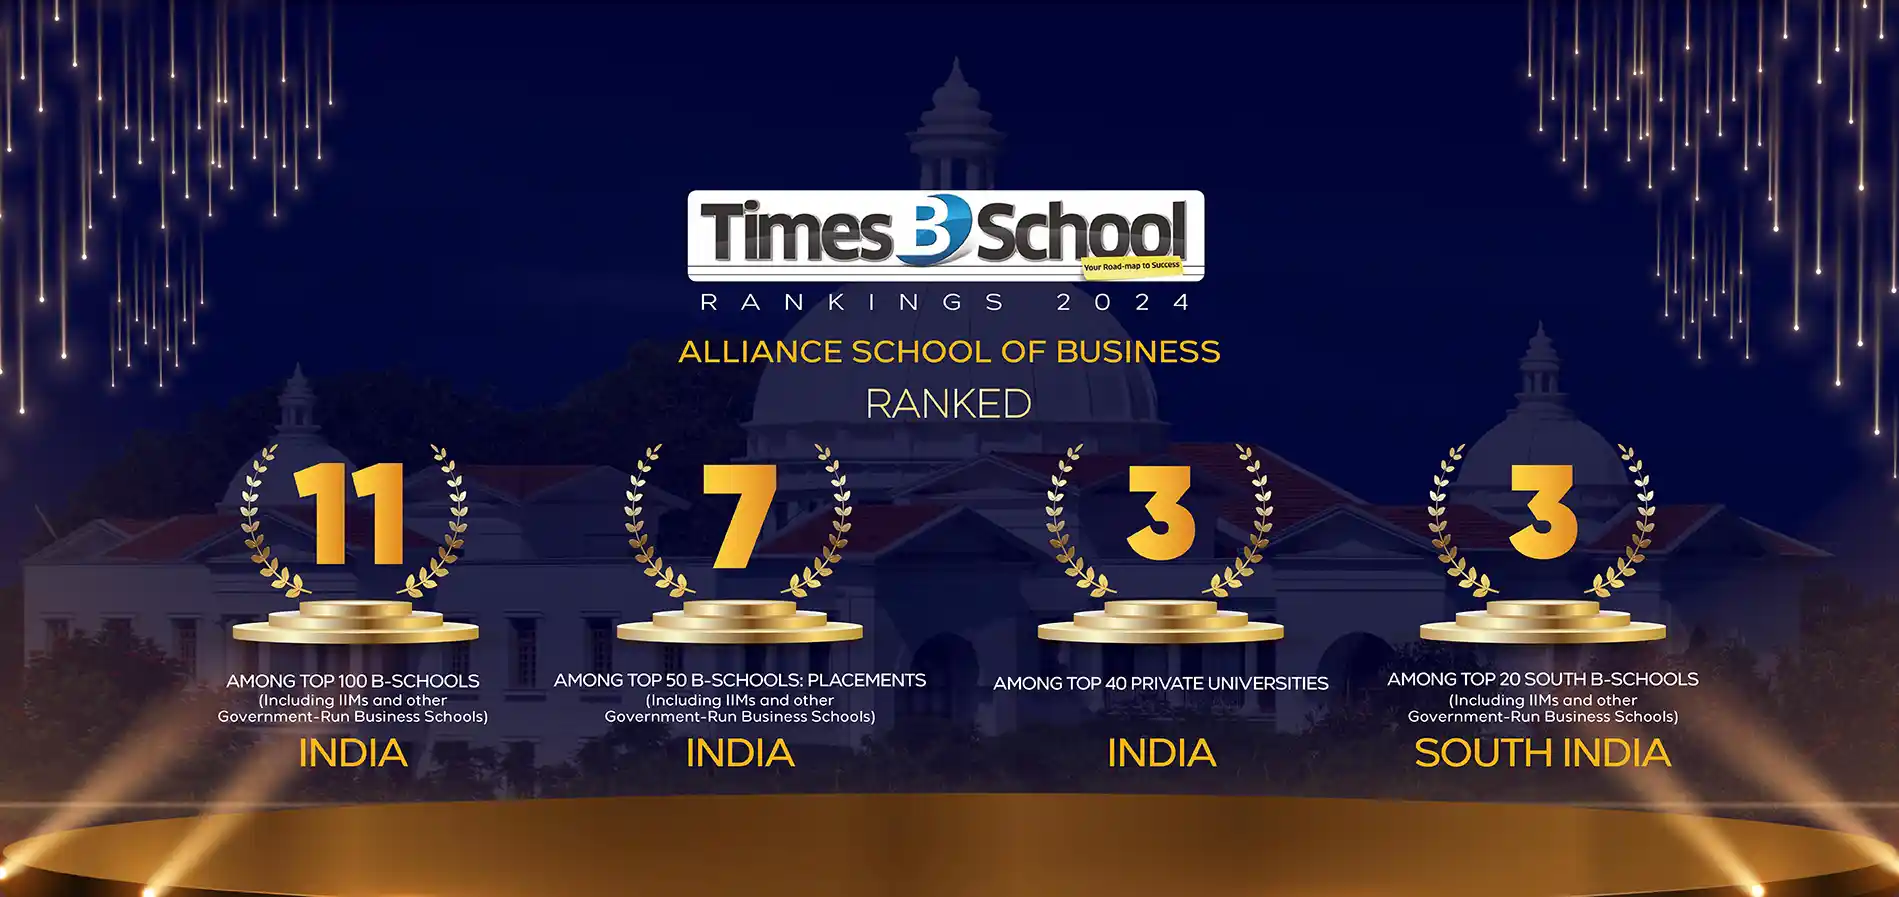 Times B School
Your Road-map to Success
RANKINGS 2024
ALLIANCE SCHOOL OF BUSINESS
RANKED
11
AMONG TOP 100 B-SCHOOLS
(Including IIMs and other
Government-Run Business Schools)
INDIA
7
AMONG TOP 50 B-SCHOOLS: PLACEMENTS
(Including IIMs and other
Government-Run Business Schools)
INDIA
3
AMONG TOP 40 PRIVATE UNIVERSITIES
INDIA
3
AMONG TOP 20 SOUTH B-SCHOOLS
(Including IIMs and other
Government-Run Business Schools)
SOUTH INDIA